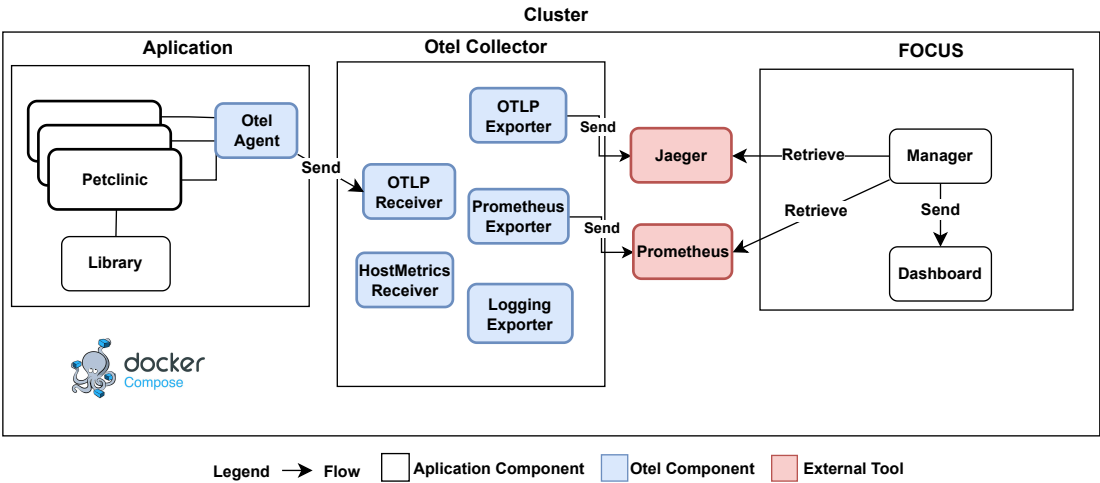 Cluster
Aplication
Otel
Agent
Petclinic
Library
Send
Otel Collector
OTLP
Exporter
OTLP
Receiver
Prometheus
Exporter
HostMetrics
Receiver
Logging
Exporter
Send
Send
Jaeger
Prometheus
FOCUS
Retrieve
Retrieve
Manager
Send
Dashboard
docker
Compose
Legend Flow Aplication Component Otel Component External Tool